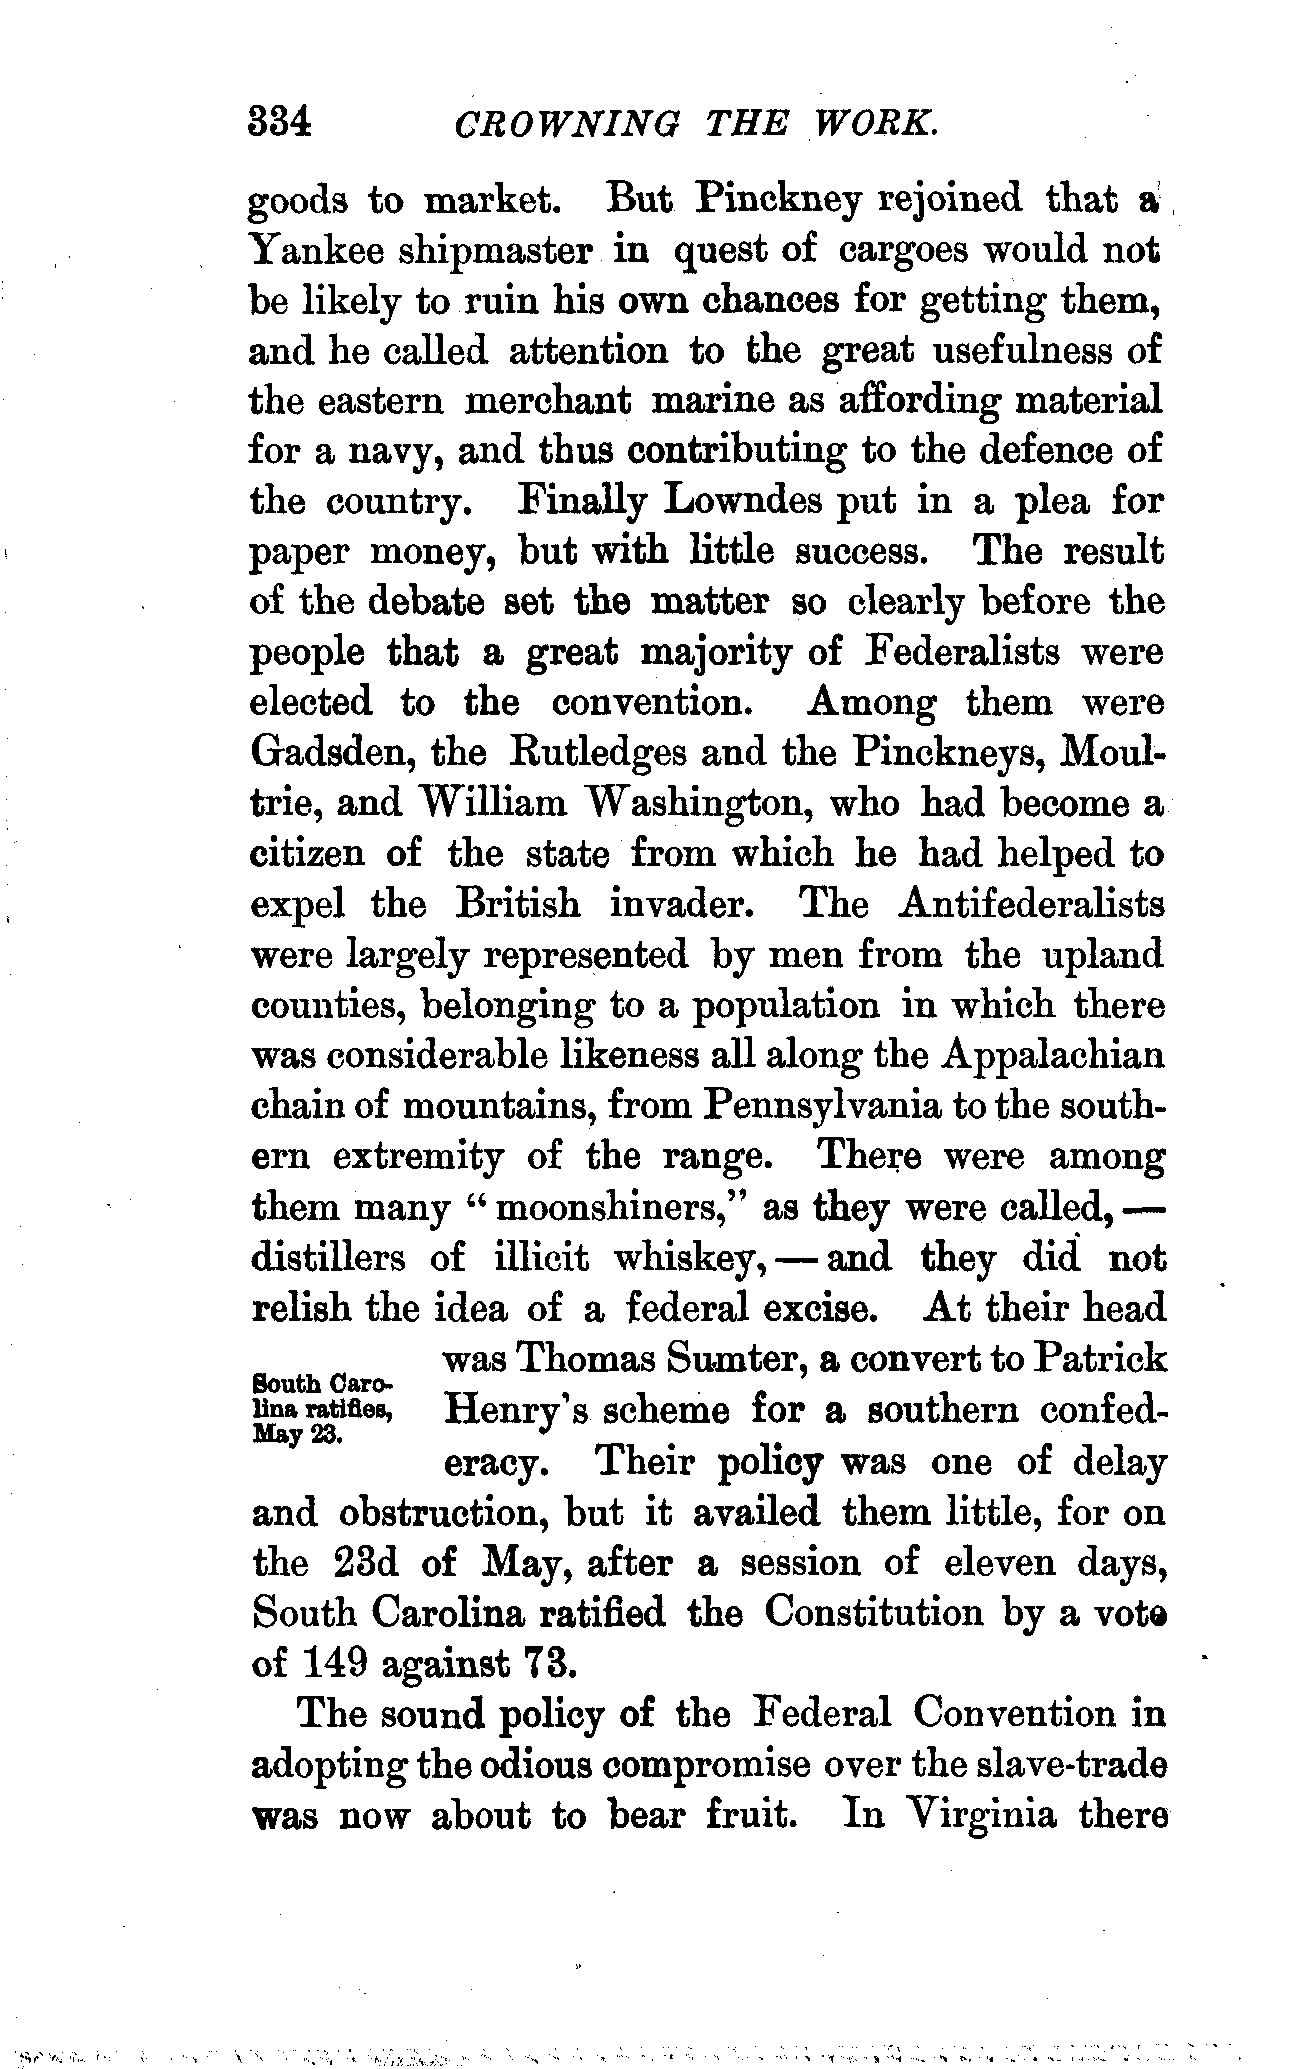 334 CROWNING THE WORK.
goods to market. But Pinckney rejoined that a
Yankee shipmaster in quest of cargoes would not
be likely to ruin his own chances for getting them,
and he called attention to the great usefulness of
the eastern merchant marine as affording material
for a navy, and thus contributing to the defence of
the country. Finally Lowndes put in a plea for
paper money, but with little success. The result
of the debate set the matter so clearly before the
people that a great majority of Federalists were
elected to the convention. Among them were
Gadsden, the Rutledges and the Pinckneys, Moul-
trie, and William Washington, who had become a
citizen of the state from which he had helped to
expel the British invader. The Antifederalists
were largely represented by men from the upland
counties, belonging to a population in which there
was considerable likeness all along the Appalachian
chain of mountains, from Pennsylvania to the south-
ern extremity of the range. There were among
them many “moonshiners,” as they were called, —
distillers of illicit whiskey, — and they did not
relish the idea of a federal excise. At their head
was Thomas Sumter, a convert to Patrick
South Caro-
lina ratifies,
May 23.
Henry's scheme for a southern confed-
eracy. Their policy was one of delay
and obstruction, but it availed them little, for on
the 23d of May, after a session of eleven days,
South Carolina ratified the Constitution by a vote
of 149 against 73.
The sound policy of the Federal Convention in
adopting the odious compromise over the slave-trade
was now about to bear fruit. In Virginia there